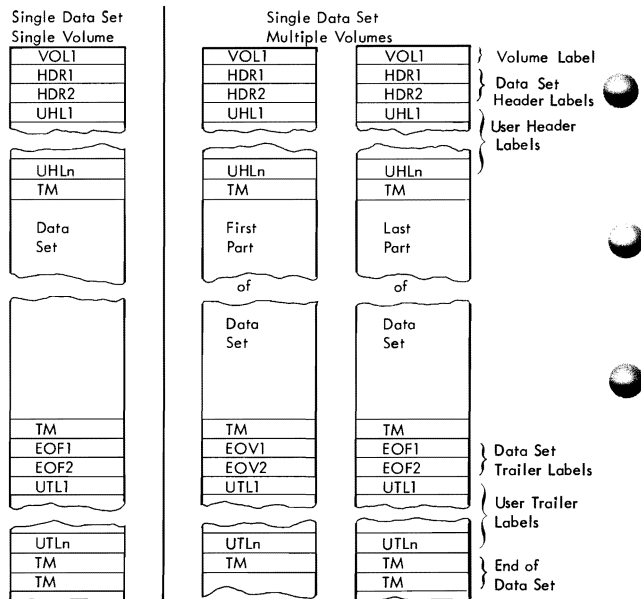 Single Data Set
Single Volume
VOL1
HDR1
HDR2
UHL1
UHLn
TM
Data
Set
TM
EOF1
EOF2
UTL1
UTLn
TM
TM
Single Data Set
Multiple Volumes
VOL1
HDR1
HDR2
UHL1
UHLn
TM
First
Part
of
Data
Set
TM
EOV1
EOV2
UTL1
UTLn
TM
VOL1
HDR1
HDR2
UHL1
UHLn
TM
Last
Part
of
Data
Set
TM
EOF1
EOF2
UTL1
UTLn
TM
TM
Volume Label
Data Set
Header Labels
User Header
Labels
Data Set
Trailer Labels
User Trailer
Labels
End of
Data Set